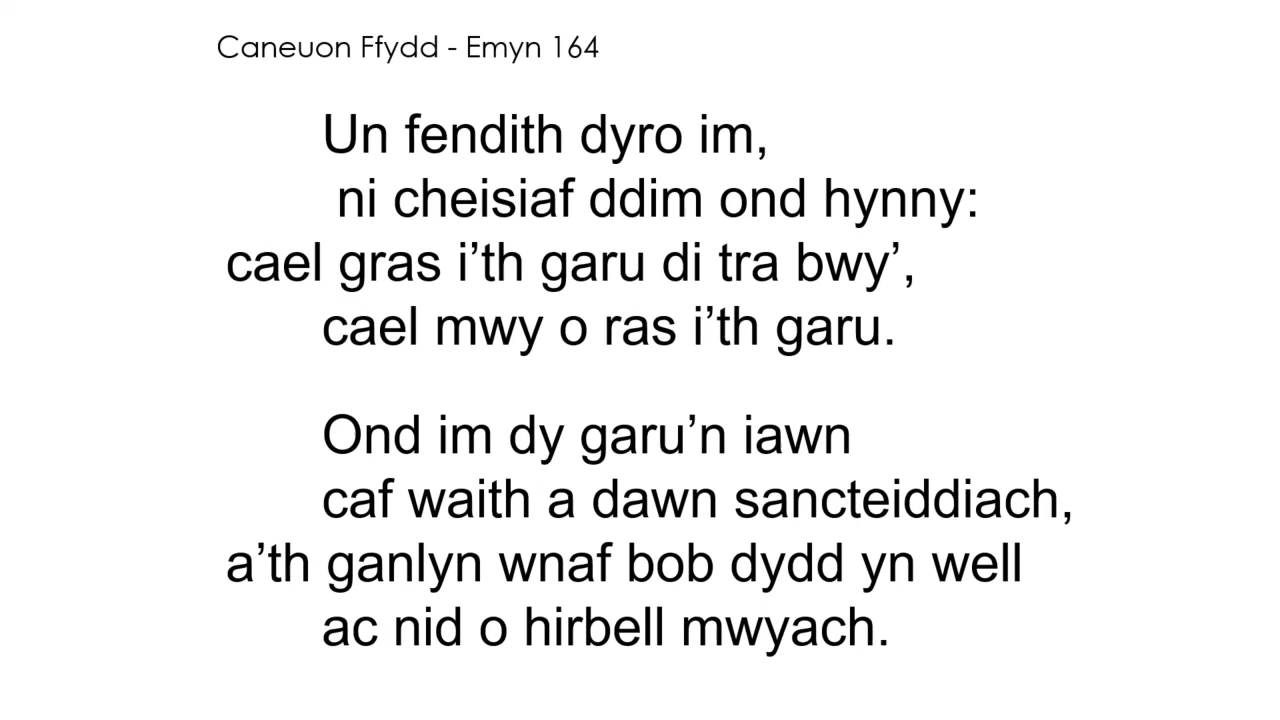 Caneuon Ffydd - Emyn 164
Un fendith dyro im,
ni cheisiaf ddim ond hynny:
cael gras i’th garu di tra bwy’,
cael mwy o ras i’th garu.
Ond im dy garu’n iawn
caf waith a dawn sancteiddiach,
a’th ganlyn wnaf bob dydd yn well
ac nid o hirbell mwyach.